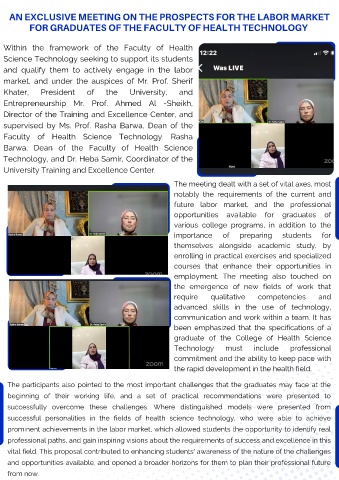 AN EXCLUSIVE MEETING ON THE PROSPECTS FOR THE LABOR MARKET
FOR GRADUATES OF THE FACULTY OF HEALTH TECHNOLOGY
Within the framework of the Faculty of Health
Science Technology seeking to support its students
and qualify them to actively engage in the labor
market, and under the auspices of Mr. Prof. Sherif
Khater, President of the University, and
Entrepreneurship Mr. Prof. Ahmed Al -Sheikh,
Director of the Training and Excellence Center, and
supervised by Ms. Prof. Rasha Barwa, Dean of the
Faculty of Health Science Technology. Rasha
Barwa, Dean of the Faculty of Health Science
Technology, and Dr. Heba Samir, Coordinator of the
University Training and Excellence Center
12:22
Was LIVE
zoom
The meeting dealt with a set of vital axes, most
notably the requirements of the current and
future labor market, and the professional
opportunities available for graduates of
various college programs, in addition to the
importance of preparing students for
themselves alongside academic study, by
enrolling in practical exercises and specialized
courses that enhance their opportunities in
employment. The meeting also touched on
the emergence of new fields of work that
require qualitative competencies and
advanced skills in the use of technology,
communication and work within a team. It has
been emphasized that the specifications of a
graduate of the College of Health Science
Technology must include professional
commitment and the ability to keep pace with
the rapid development in the health field.
zoom
zoom
The participants also pointed to the most important challenges that the graduates may face at the
beginning of their working life, and a set of practical recommendations were presented to
successfully overcome these challenges. Where distinguished models were presented from
successful personalities in the fields of health science technology, who were able to achieve
prominent achievements in the labor market, which allowed students the opportunity to identify real
professional paths, and gain inspiring visions about the requirements of success and excellence in this
vital field. This proposal contributed to enhancing students' awareness of the nature of the challenges
and opportunities available, and opened a broader horizons for them to plan their professional future
from now.